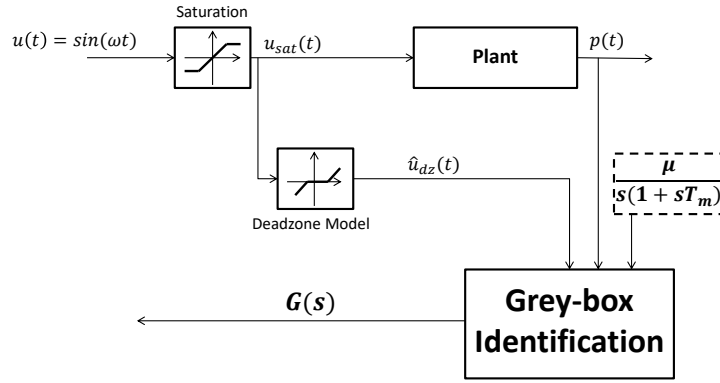 Saturation
u(t) = sin(ωt)
u_sat(t)
Plant
p(t)
û_dz(t)
Deadzone Model
μ
s(1 + sT_m)
G(s)
Grey-box
Identification